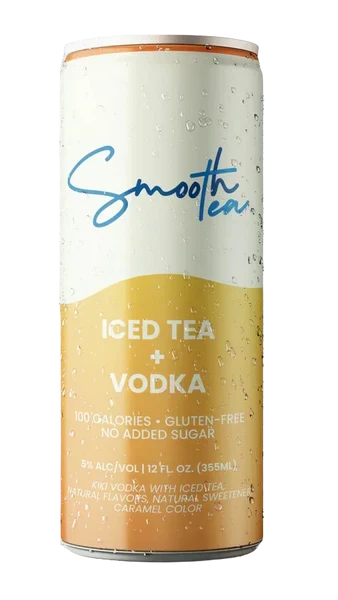 Smooth
tea
ICED TEA
+
VODKA
100 CALORIES • GLUTEN-FREE
NO ADDED SUGAR
5% ALC/VOL | 12 FL. OZ. (355ML)
KIKI VODKA WITH ICED TEA,
NATURAL FLAVORS, NATURAL SWEETENER,
CARAMEL COLOR